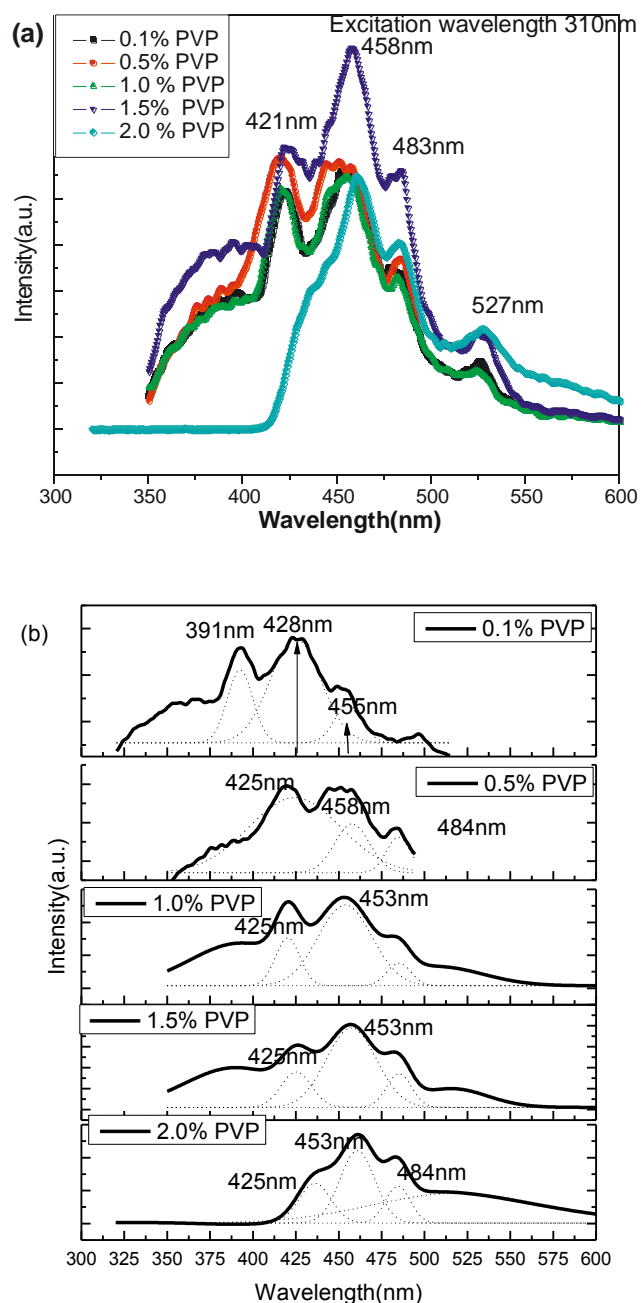 (a)
Excitation wavelength 310nm
0.1% PVP
0.5% PVP
1.0 % PVP
1.5%  PVP
2.0 % PVP
458nm
421nm
483nm
527nm
Intensity(a.u.)
300 350 400 450 500 550 600
Wavelength(nm)
(b)
391nm
428nm
0.1% PVP
455nm
425nm
0.5% PVP
458nm
484nm
1.0% PVP
453nm
425nm
1.5% PVP
453nm
425nm
2.0% PVP
453nm
425nm
484nm
Intensity(a.u.)
300 325 350 375 400 425 450 475 500 525 550 575 600
Wavelength(nm)